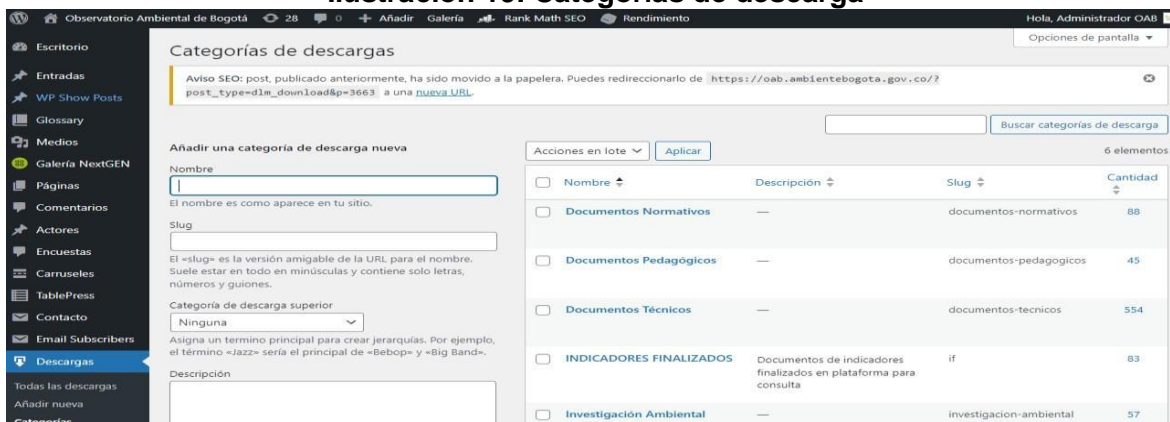 Ilustración 10. Categorías de descarga
Observatorio Ambiental de Bogotá 28 0 + Añadir Galería Rank Math SEO Rendimiento Hola, Administrador OAB
Opciones de pantalla
Escritorio
Entradas
WP Show Posts
Glossary
Medios
Galería NextGEN
Páginas
Comentarios
Actores
Encuestas
Carruseles
TablePress
Contacto
Email Subscribers
Descargas
Todas las descargas
Añadir nueva
Categorías
Categorías de descargas
Aviso SEO: post, publicado anteriormente, ha sido movido a la papelera. Puedes redireccionarlo de https://oab.ambientebogota.gov.co/?
post_type=dlm_download&p=3663 a una nueva URL.
Buscar categorías de descarga
Añadir una categoría de descarga nueva
Nombre
El nombre es como aparece en tu sitio.
Slug
El «slug» es la versión amigable de la URL para el nombre.
Suele estar en todo en minúsculas y contiene solo letras,
números y guiones.
Categoría de descarga superior
Ninguna
Asigna un termino principal para crear jerarquías. Por ejemplo,
el término «Jazz» sería el principal de «Bebop» y «Big Band».
Descripción
Acciones en lote Aplicar 6 elementos
Nombre Descripción Slug Cantidad
Documentos Normativos — documentos-normativos 88
Documentos Pedagógicos — documentos-pedagogicos 45
Documentos Técnicos — documentos-tecnicos 554
INDICADORES FINALIZADOS Documentos de indicadores if 83
finalizados en plataforma para
consulta
Investigación Ambiental — investigacion-ambiental 57